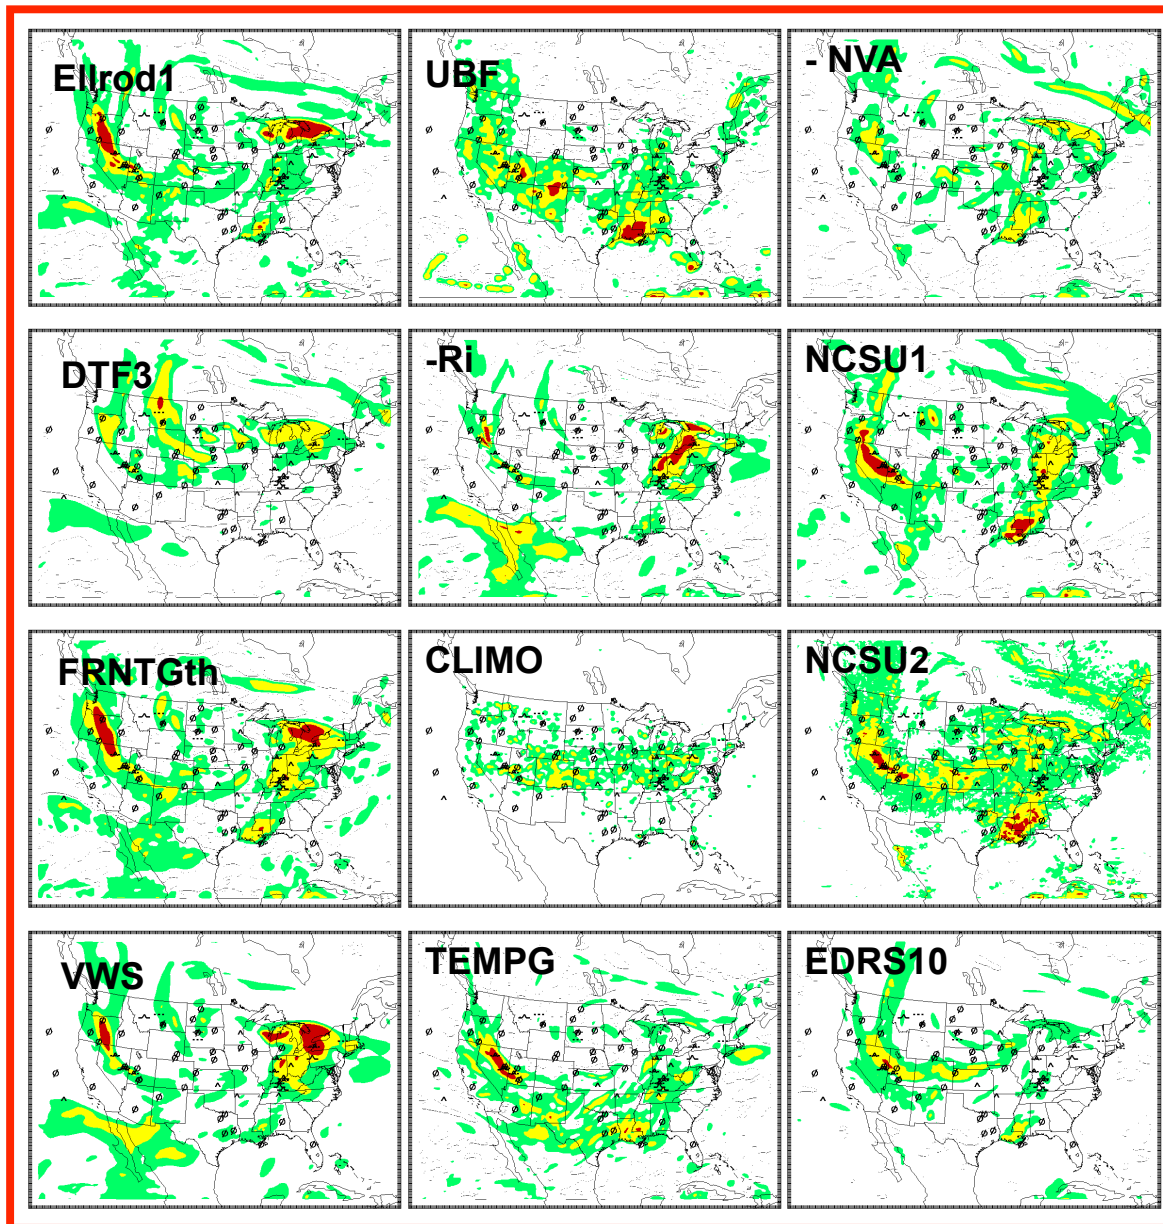 Ellrod1
UBF
- NVA
DTF3
-Ri
NCSU1
FRNTGth
CLIMO
NCSU2
VWS
TEMPG
EDRS10